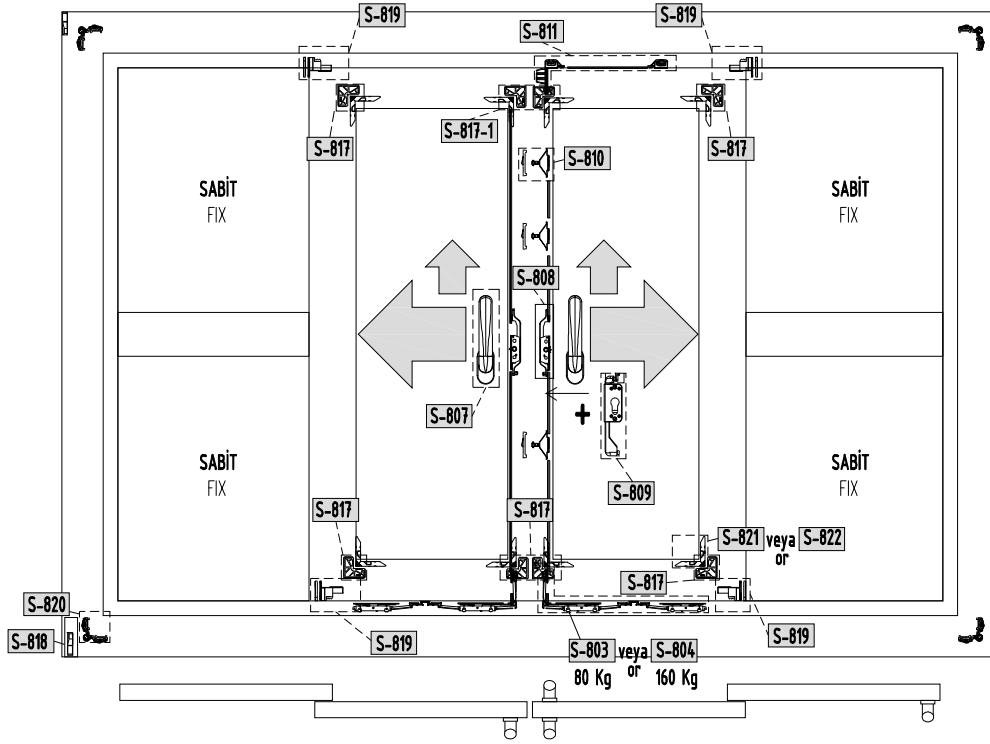 S-819
S-811
S-819
S-817
S-817-1
S-810
S-817
SABİT
FIX
SABİT
FIX
S-808
S-807
+
S-809
SABİT
FIX
SABİT
FIX
S-817
S-817
S-821 veya S-822
or
S-817
S-820
S-818
S-819
S-803 veya S-804
or
80 Kg 160 Kg
S-819